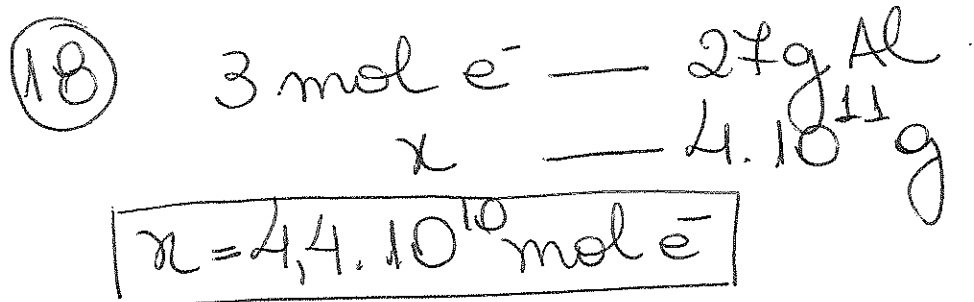 18 3 mol e⁻ — 27g Al
x — 4.10¹¹ g
x = 4,4.10¹⁰ mol e⁻